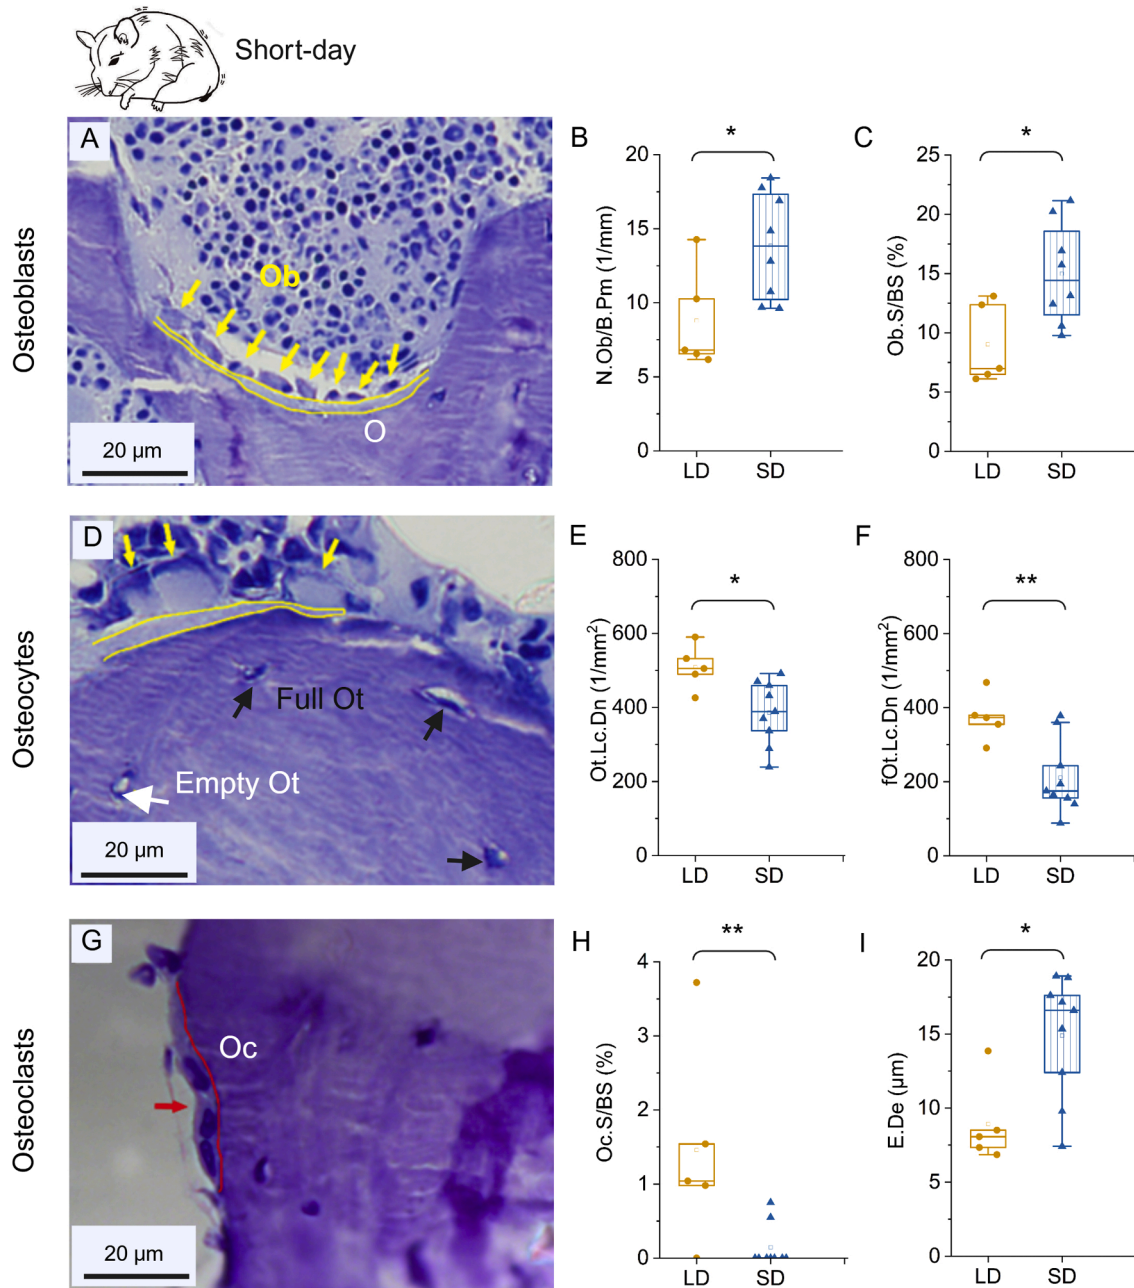 Short-day
Osteoblasts
A
Ob
O
20 µm
B
*
N.Ob/B.Pm (1/mm)
20
15
10
5
0
LD SD
C
*
Ob.S/BS (%)
25
20
15
10
5
0
LD SD
Osteocytes
D
Full Ot
Empty Ot
20 µm
E
*
Ot.Lc.Dn (1/mm²)
800
600
400
200
0
LD SD
F
**
fOt.Lc.Dn (1/mm²)
800
600
400
200
0
LD SD
Osteoclasts
G
Oc
20 µm
H
**
Oc.S/BS (%)
4
3
2
1
0
LD SD
I
*
E.De (µm)
20
15
10
5
0
LD SD